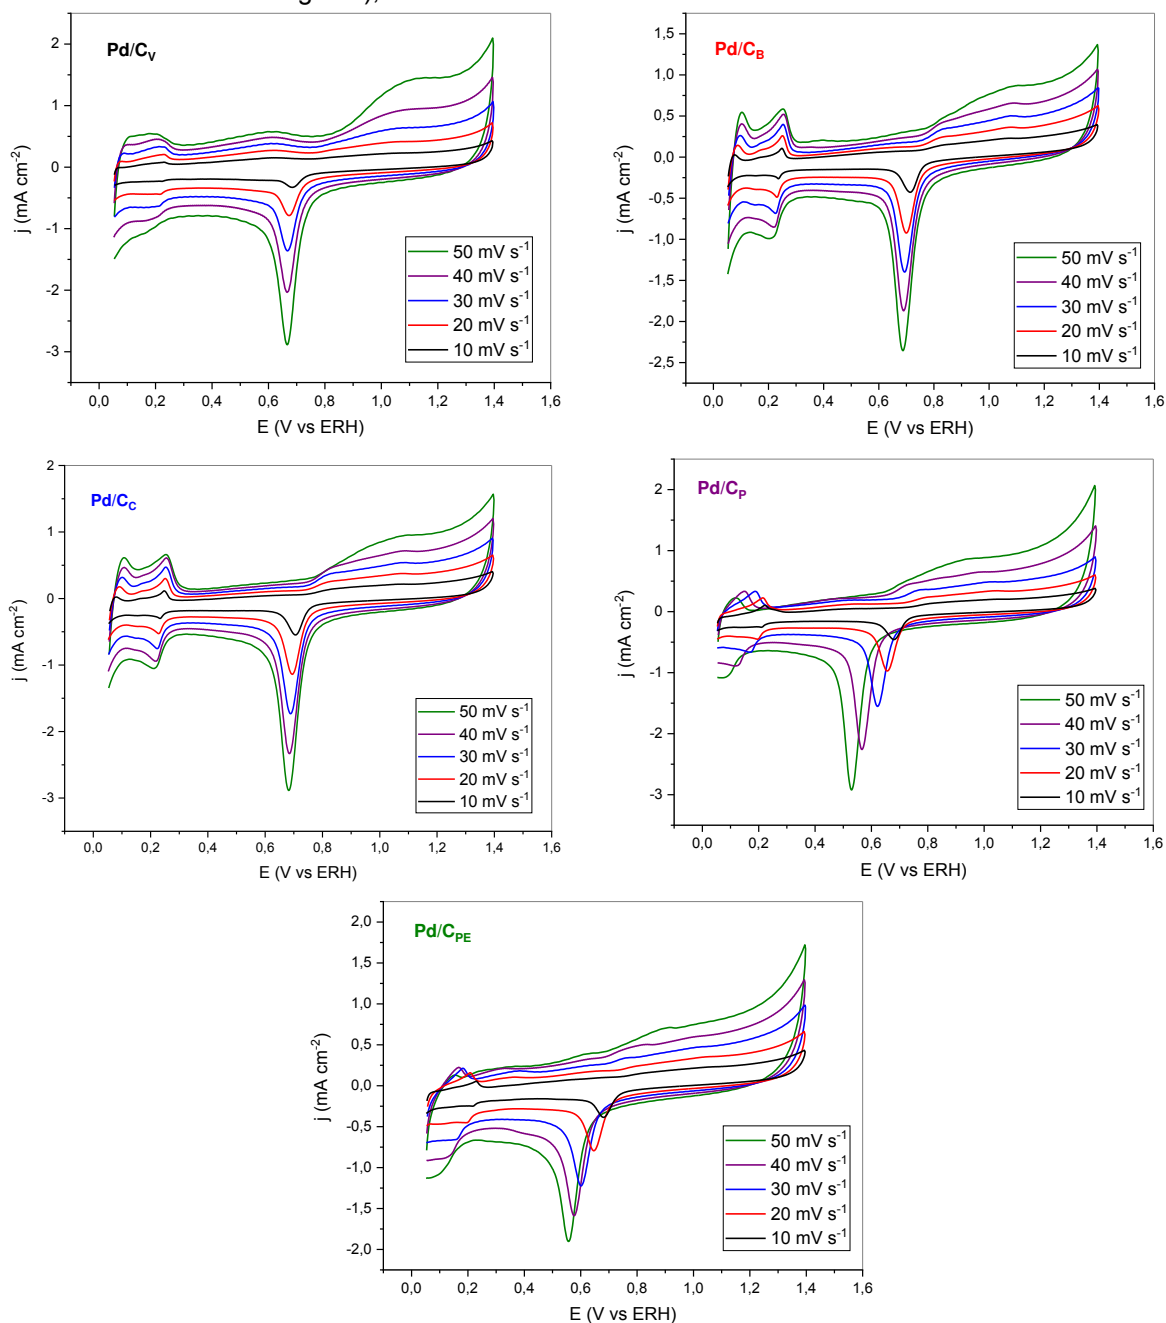 Pd/C_V
j (mA cm⁻²)
2
1
0
-1
-2
-3
50 mV s⁻¹
40 mV s⁻¹
30 mV s⁻¹
20 mV s⁻¹
10 mV s⁻¹
0,0 0,2 0,4 0,6 0,8 1,0 1,2 1,4 1,6
E (V vs ERH)
Pd/C_B
j (mA cm⁻²)
1,5
1,0
0,5
0,0
-0,5
-1,0
-1,5
-2,0
-2,5
50 mV s⁻¹
40 mV s⁻¹
30 mV s⁻¹
20 mV s⁻¹
10 mV s⁻¹
0,0 0,2 0,4 0,6 0,8 1,0 1,2 1,4 1,6
E (V vs ERH)
Pd/C_C
j (mA cm⁻²)
2
1
0
-1
-2
-3
50 mV s⁻¹
40 mV s⁻¹
30 mV s⁻¹
20 mV s⁻¹
10 mV s⁻¹
0,0 0,2 0,4 0,6 0,8 1,0 1,2 1,4 1,6
E (V vs ERH)
Pd/C_P
j (mA cm⁻²)
2
1
0
-1
-2
-3
50 mV s⁻¹
40 mV s⁻¹
30 mV s⁻¹
20 mV s⁻¹
10 mV s⁻¹
0,0 0,2 0,4 0,6 0,8 1,0 1,2 1,4 1,6
E (V vs ERH)
Pd/C_PE
j (mA cm⁻²)
2,0
1,5
1,0
0,5
0,0
-0,5
-1,0
-1,5
-2,0
50 mV s⁻¹
40 mV s⁻¹
30 mV s⁻¹
20 mV s⁻¹
10 mV s⁻¹
0,0 0,2 0,4 0,6 0,8 1,0 1,2 1,4 1,6
E (V vs ERH)